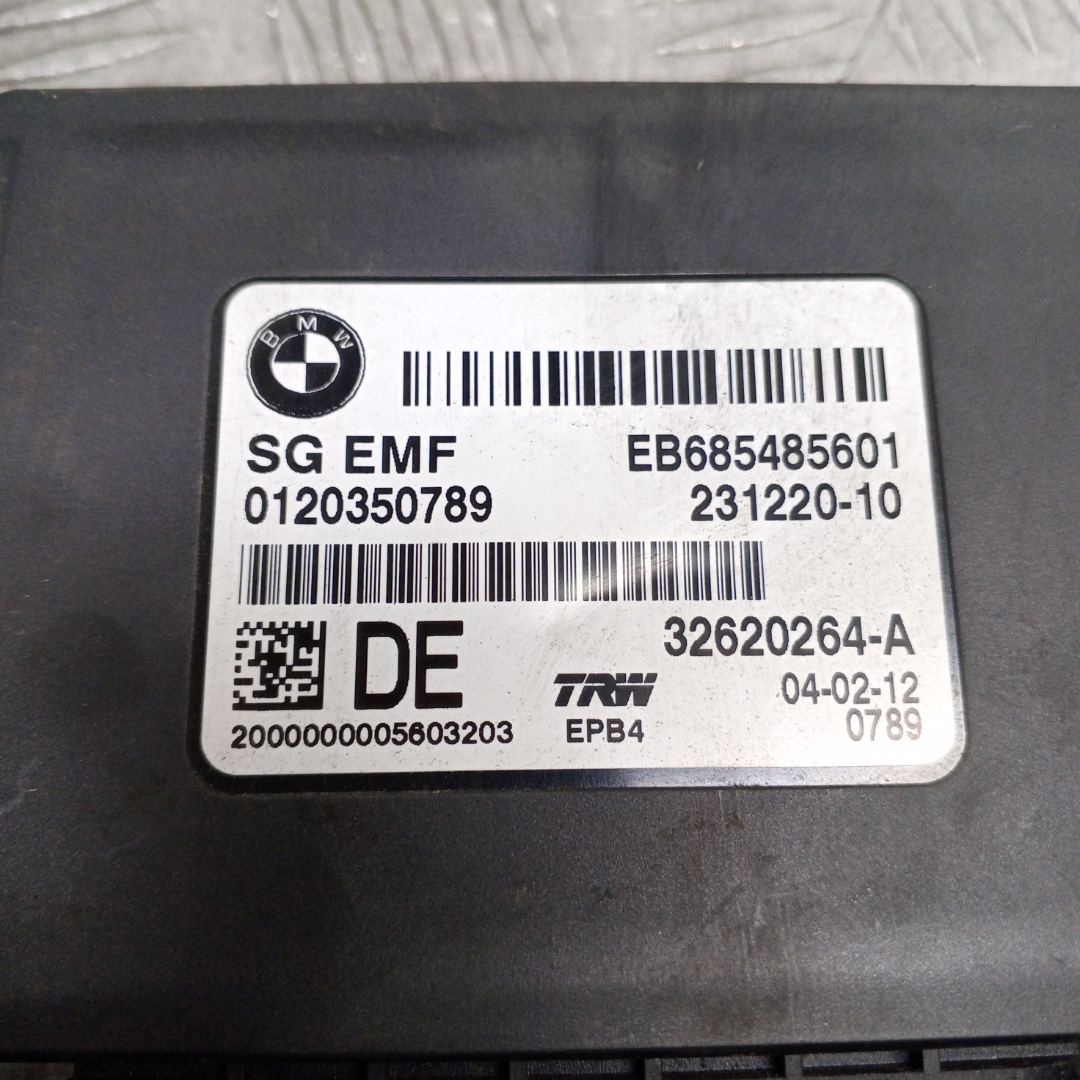 BMW
SG EMF EB685485601
0120350789 231220-10
32620264-A
DE TRW 04-02-12
2000000005603203 EPB4 0789